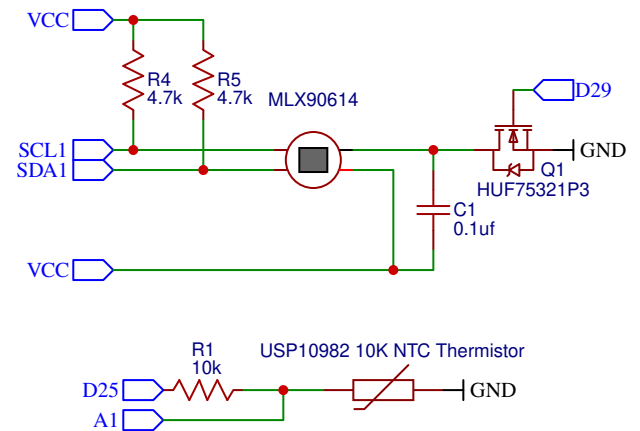 VCC
R4
4.7k
R5
4.7k
MLX90614
D29
SCL1
SDA1
GND
Q1
HUF75321P3
C1
0.1uf
VCC
R1
10k
USP10982 10K NTC Thermistor
D25
GND
A1